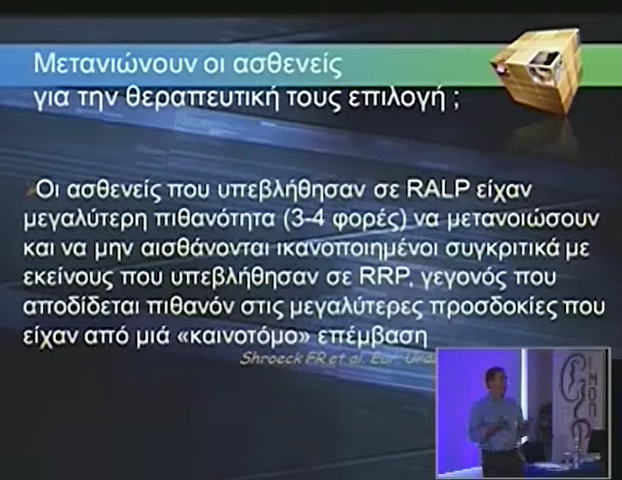 Μετανιώνουν οι ασθενείς
για την θεραπευτική τους επιλογή ;
Οι ασθενείς που υπεβλήθησαν σε RALP είχαν
μεγαλύτερη πιθανότητα (3-4 φορές) να μετανοιώσουν
και να μην αισθάνονται ικανοποιημένοι συγκριτικά με
εκείνους που υπεβλήθησαν σε RRP, γεγονός που
αποδίδεται πιθανόν στις μεγαλύτερες προσδοκίες που
είχαν από μιά «καινοτόμο» επέμβαση
Shroeck FR et al. Eur.